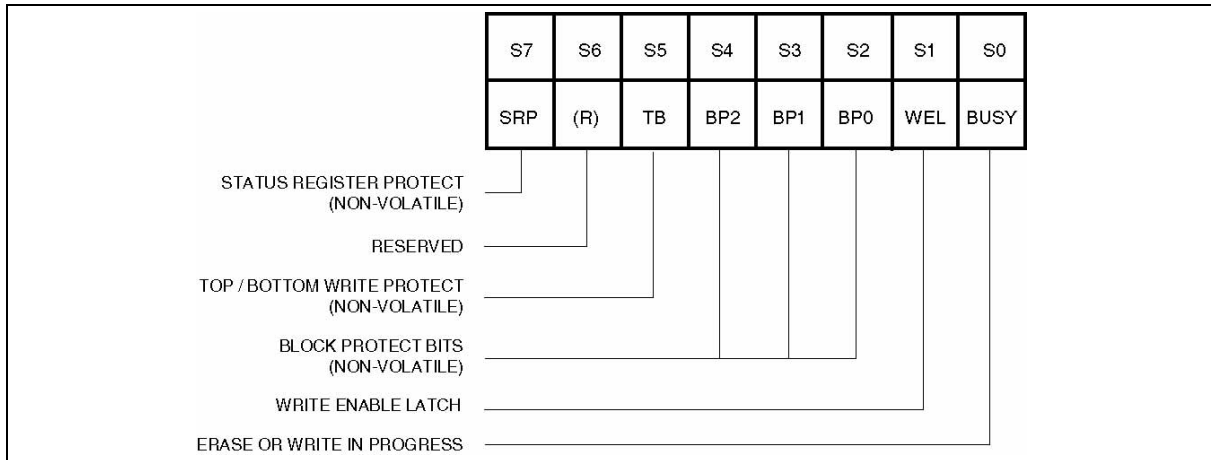 S7 S6 S5 S4 S3 S2 S1 S0
SRP (R) TB BP2 BP1 BP0 WEL BUSY
STATUS REGISTER PROTECT
(NON-VOLATILE)
RESERVED
TOP / BOTTOM WRITE PROTECT
(NON-VOLATILE)
BLOCK PROTECT BITS
(NON-VOLATILE)
WRITE ENABLE LATCH
ERASE OR WRITE IN PROGRESS